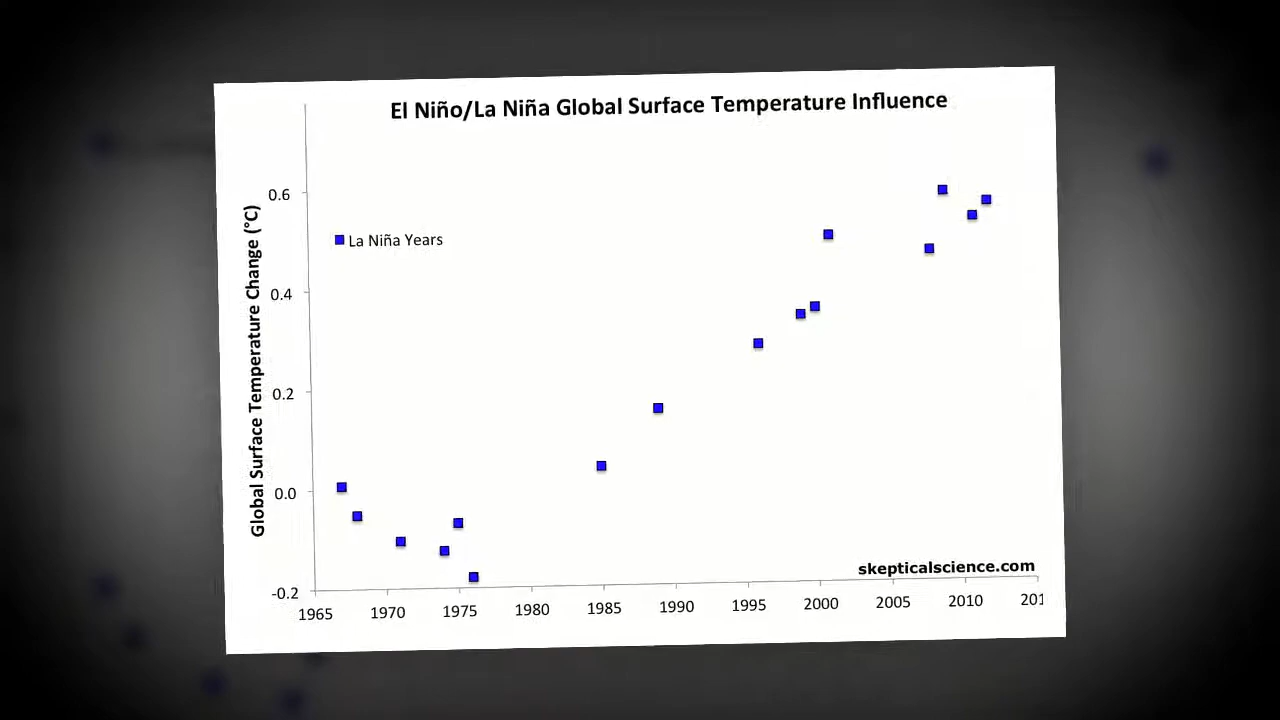 El Niño/La Niña Global Surface Temperature Influence
Global Surface Temperature Change (°C)
0.6
0.4
0.2
0.0
-0.2
La Niña Years
skepticalscience.com
1965 1970 1975 1980 1985 1990 1995 2000 2005 2010 201